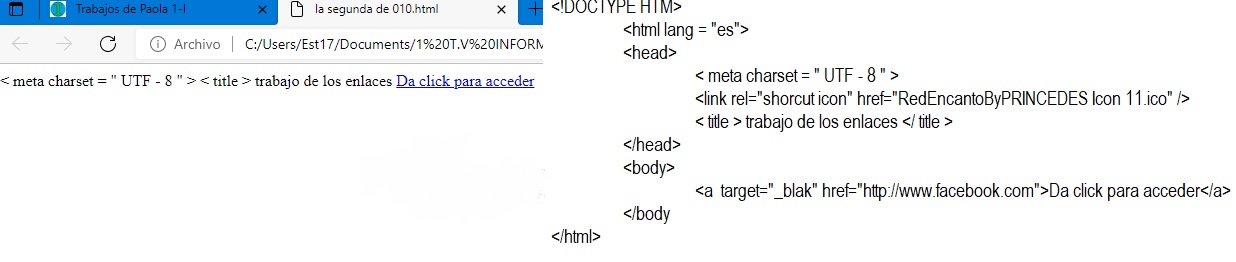 Trabajos de Paola 1-I
la segunda de 010.html
Archivo C:/Users/Est17/Documents/1%20T.V%20INFORM
< meta charset = " UTF - 8 " > < title > trabajo de los enlaces Da click para acceder
<!DOCTYPE HTM>
<html lang = "es">
<head>
< meta charset = " UTF - 8 " >
<link rel="shorcut icon" href="RedEncantoByPRINCEDES Icon 11.ico" />
< title > trabajo de los enlaces </ title >
</head>
<body>
<a target="_blak" href="http://www.facebook.com">Da click para acceder</a>
</body
</html>